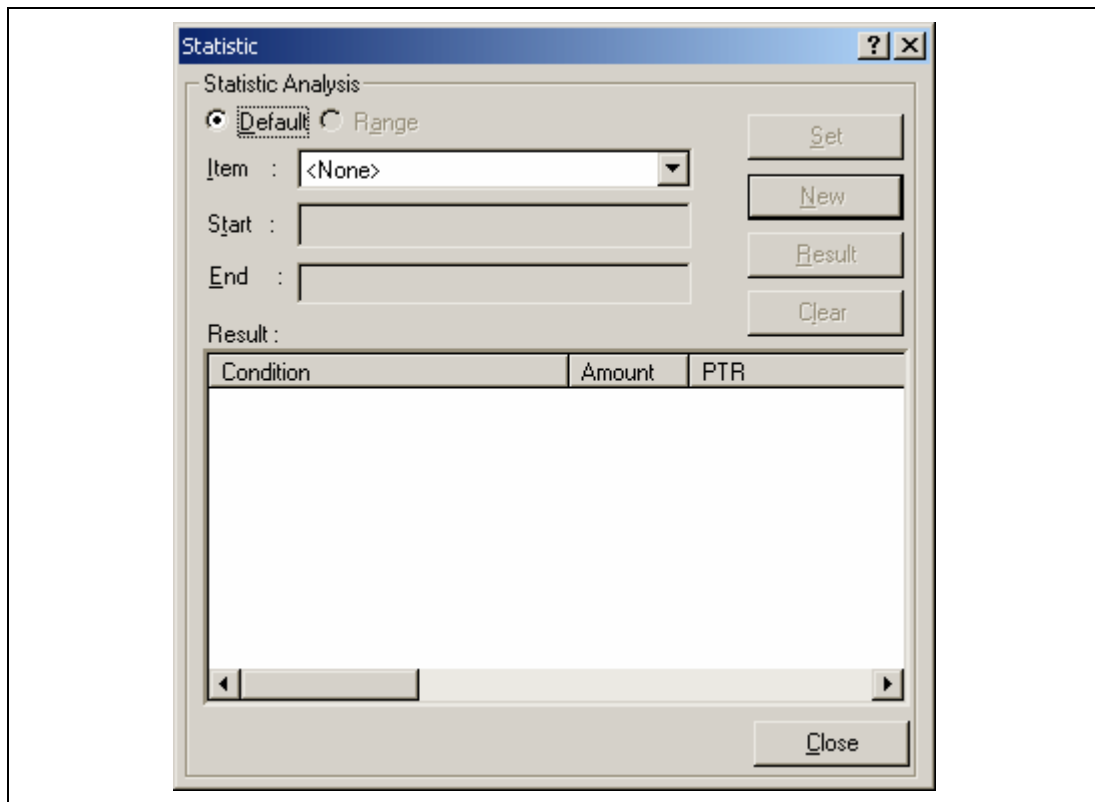 Statistic
Statistic Analysis
Default Range
Set
Item : <None>
New
Start :
Result
End :
Clear
Result :
Condition Amount PTR
Close